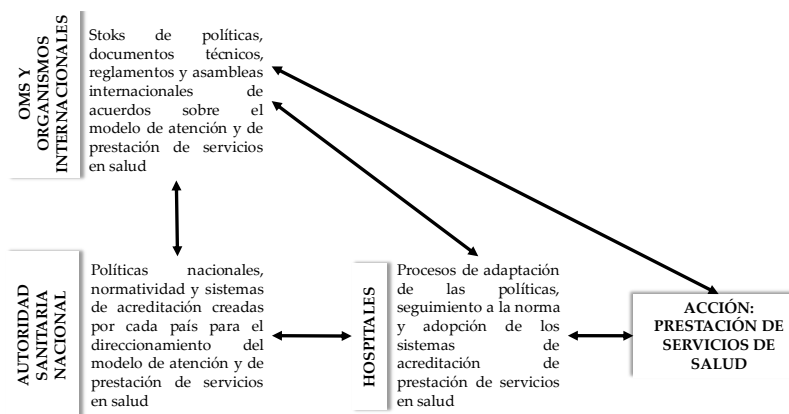 OMS Y
ORGANISMOS
INTERNACIONALES
Stoks de políticas,
documentos técnicos,
reglamentos y asambleas
internacionales de
acuerdos sobre el
modelo de atención y de
prestación de servicios
en salud
AUTORIDAD
SANITARIA
NACIONAL
Políticas nacionales,
normatividad y sistemas
de acreditación creadas
por cada país para el
direccionamiento del
modelo de atención y de
prestación de servicios
en salud
HOSPITALES
Procesos de adaptación
de las políticas,
seguimiento a la norma
y adopción de los
sistemas de
acreditación de
prestación de servicios
en salud
ACCIÓN:
PRESTACIÓN DE
SERVICIOS DE
SALUD